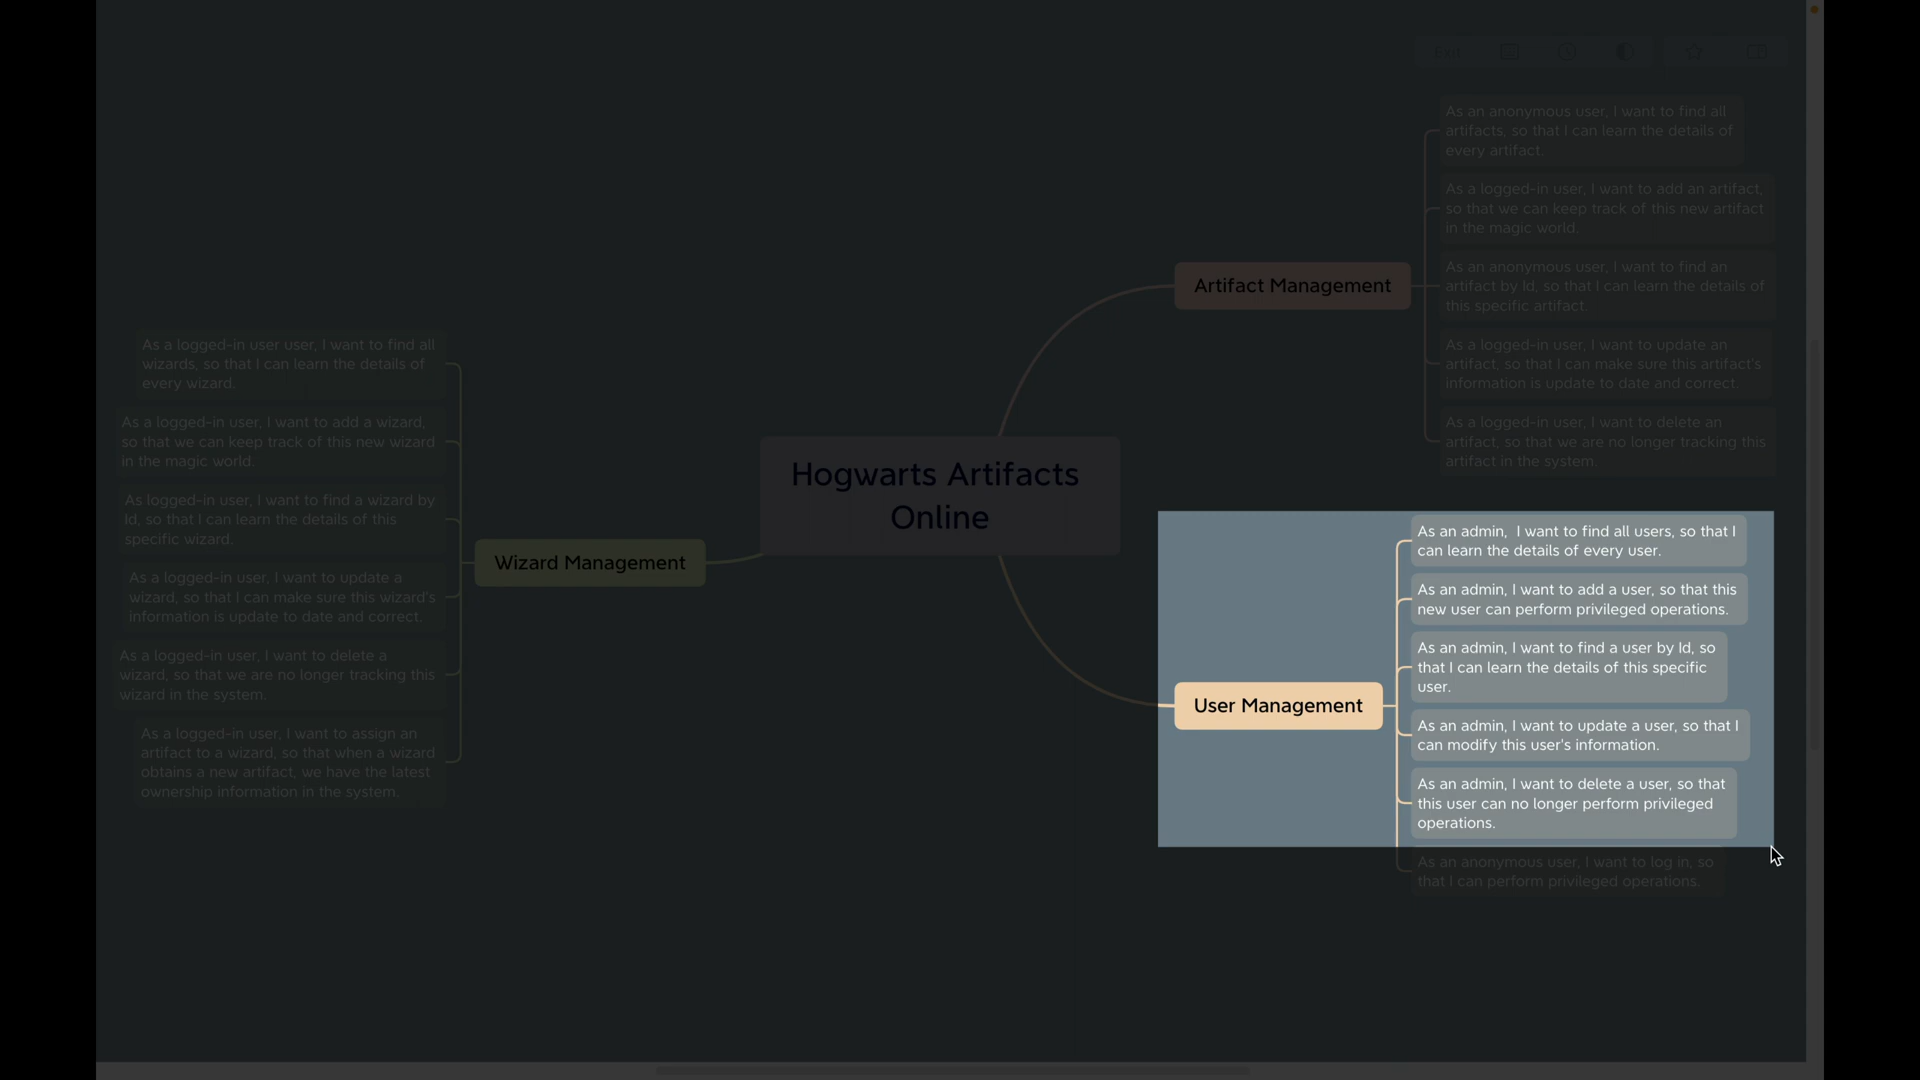 As an anonymous user, I want to find all
artifacts, so that I can learn the details of
every artifact.
As a logged-in user, I want to add an artifact,
so that we can keep track of this new artifact
in the magic world.
Artifact Management
As an anonymous user, I want to find an
artifact by Id, so that I can learn the details of
this specific artifact.
As a logged-in user, I want to update an
artifact, so that I can make sure this artifact's
information is update to date and correct.
As a logged-in user, I want to delete an
artifact, so that we are no longer tracking this
artifact in the system.
Hogwarts Artifacts
Online
As a logged-in user user, I want to find all
wizards, so that I can learn the details of
every wizard.
As a logged-in user, I want to add a wizard,
so that we can keep track of this new wizard
in the magic world.
As logged-in user, I want to find a wizard by
Id, so that I can learn the details of this
specific wizard.
Wizard Management
As a logged-in user, I want to update a
wizard, so that I can make sure this wizard's
information is update to date and correct.
As a logged-in user, I want to delete a
wizard, so that we are no longer tracking this
wizard in the system.
As a logged-in user, I want to assign an
artifact to a wizard, so that when a wizard
obtains a new artifact, we have the latest
ownership information in the system.
As an admin,  I want to find all users, so that I
can learn the details of every user.
As an admin, I want to add a user, so that this
new user can perform privileged operations.
As an admin, I want to find a user by Id, so
that I can learn the details of this specific
user.
User Management
As an admin, I want to update a user, so that I
can modify this user's information.
As an admin, I want to delete a user, so that
this user can no longer perform privileged
operations.
As an anonymous user, I want to log in, so
that I can perform privileged operations.